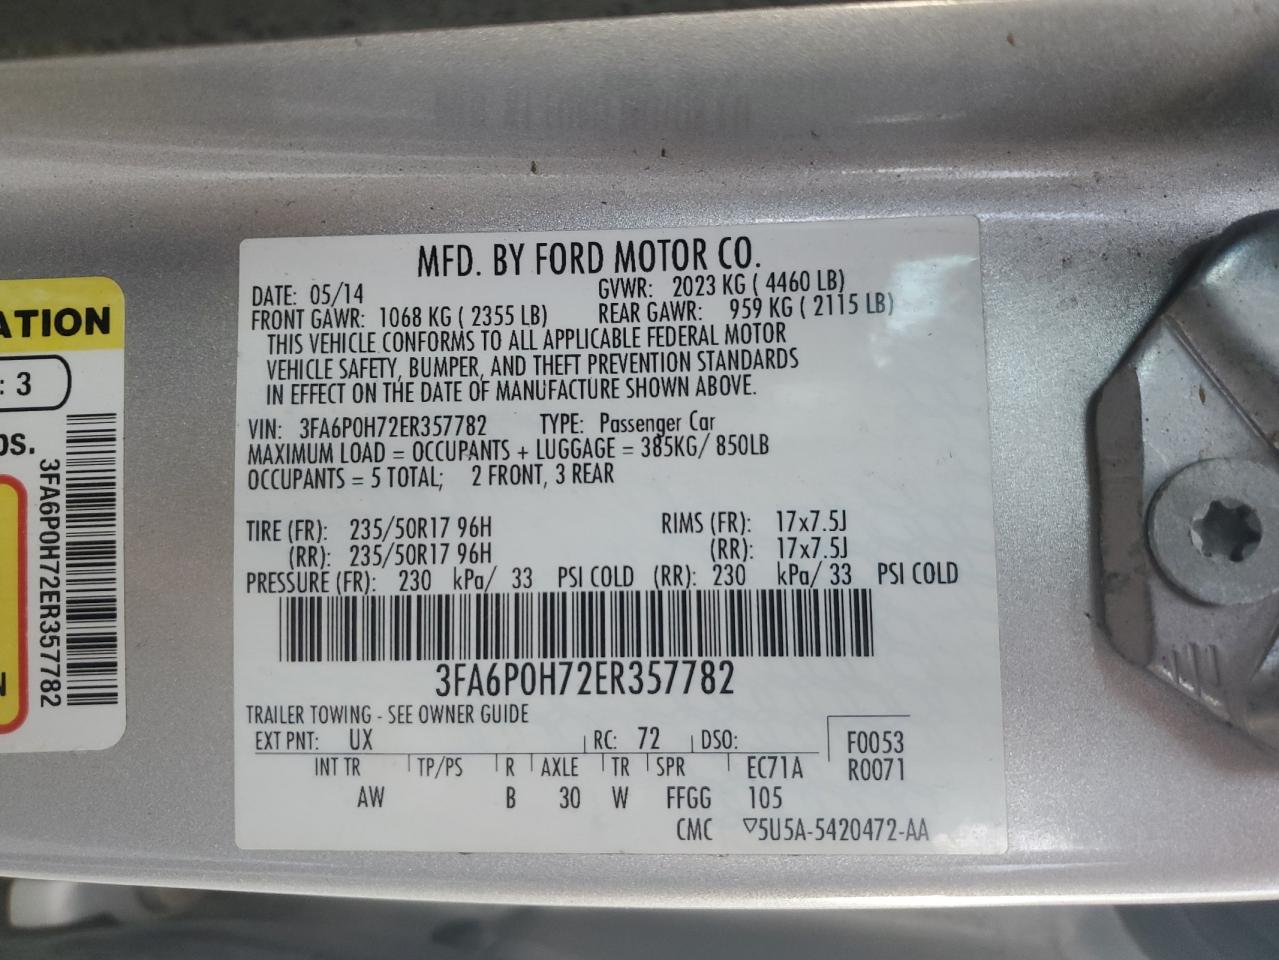 MFD. BY FORD MOTOR CO.
DATE: 05/14 GVWR: 2023 KG ( 4460 LB)
FRONT GAWR: 1068 KG ( 2355 LB) REAR GAWR: 959 KG ( 2115 LB)
THIS VEHICLE CONFORMS TO ALL APPLICABLE FEDERAL MOTOR
VEHICLE SAFETY, BUMPER, AND THEFT PREVENTION STANDARDS
IN EFFECT ON THE DATE OF MANUFACTURE SHOWN ABOVE.
VIN: 3FA6P0H72ER357782 TYPE: Passenger Car
MAXIMUM LOAD = OCCUPANTS + LUGGAGE = 385KG/ 850LB
OCCUPANTS = 5 TOTAL; 2 FRONT, 3 REAR
TIRE (FR): 235/50R17 96H RIMS (FR): 17x7.5J
(RR): 235/50R17 96H (RR): 17x7.5J
PRESSURE (FR): 230 kPa/ 33 PSI COLD (RR): 230 kPa/ 33 PSI COLD
3FA6P0H72ER357782
TRAILER TOWING - SEE OWNER GUIDE
EXT PNT: UX RC: 72 DSO: F0053
INT TR TP/PS R AXLE TR SPR EC71A R0071
AW B 30 W FFGG 105
CMC ▽5U5A-5420472-AA
ATION
: 3
S.
3FA6P0H72ER357782
N